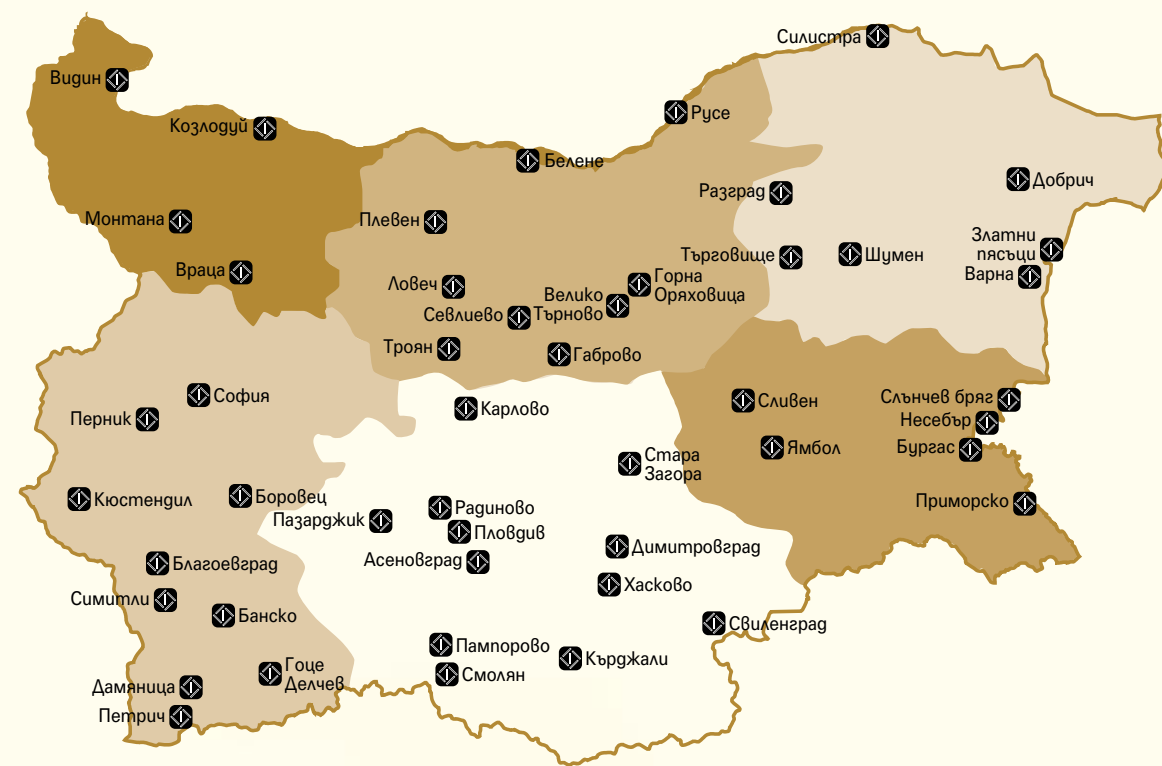 Силистра
Видин
Русе
Козлодуй
Белене
Добрич
Разград
Монтана
Плевен
Златни
пясъци
Търговище
Шумен
Варна
Враца
Ловеч
Горна
Оряховица
Велико
Търново
Севлиево
Троян
Габрово
София
Перник
Карлово
Сливен
Слънчев бряг
Несебър
Ямбол
Бургас
Стара
Загора
Кюстендил
Боровец
Пазарджик
Радиново
Пловдив
Приморско
Асеновград
Димитровград
Благоевград
Хасково
Симитли
Банско
Свиленград
Пампорово
Кърджали
Смолян
Гоце
Делчев
Дамяница
Петрич